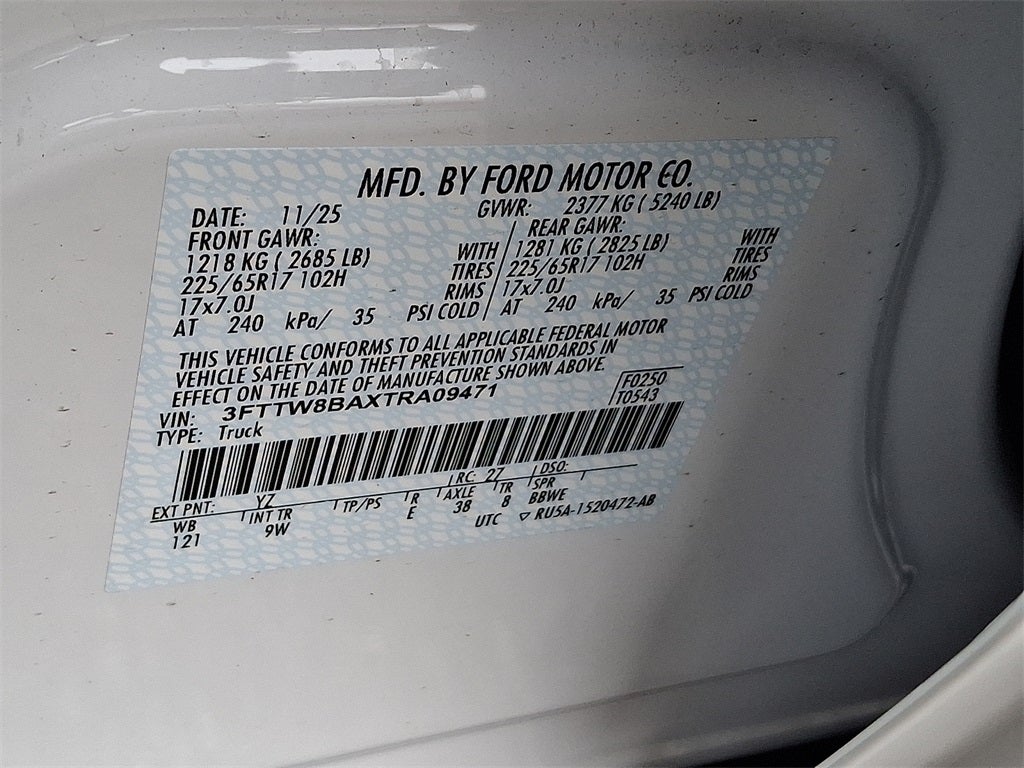 MFD. BY FORD MOTOR CO.
DATE: 11/25 GVWR: 2377 KG ( 5240 LB)
FRONT GAWR: REAR GAWR:
1218 KG ( 2685 LB) WITH 1281 KG ( 2825 LB) WITH
225/65R17 102H TIRES 225/65R17 102H TIRES
17x7.0J RIMS 17x7.0J RIMS
AT 240 kPa/ 35 PSI COLD AT 240 kPa/ 35 PSI COLD
THIS VEHICLE CONFORMS TO ALL APPLICABLE FEDERAL MOTOR
VEHICLE SAFETY AND THEFT PREVENTION STANDARDS IN
EFFECT ON THE DATE OF MANUFACTURE SHOWN ABOVE.
VIN: 3FTTW8BAXTRA09471 F0250
TYPE: Truck T0543
EXT PNT: YZ RC: 27 DSO:
WB INT TR TP/PS R AXLE TR SPR
121 9W E 38 8 BBWE
UTC ▽ RU5A-1520472-AB